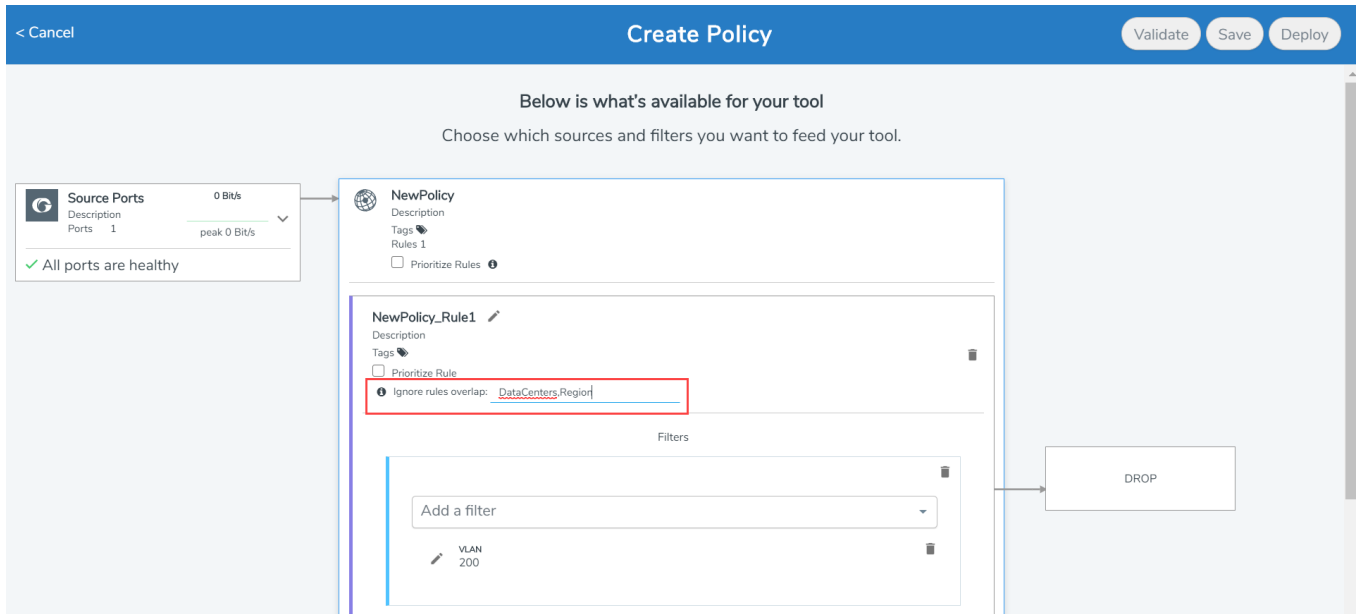 < Cancel
Create Policy
Validate
Save
Deploy
Below is what's available for your tool
Choose which sources and filters you want to feed your tool.
Source Ports
0 Bit/s
Description
Ports 1
peak 0 Bit/s
All ports are healthy
NewPolicy
Description
Tags
Rules 1
Prioritize Rules
NewPolicy_Rule1
Description
Tags
Prioritize Rule
Ignore rules overlap: DataCenters,Region
Filters
Add a filter
VLAN
200
DROP